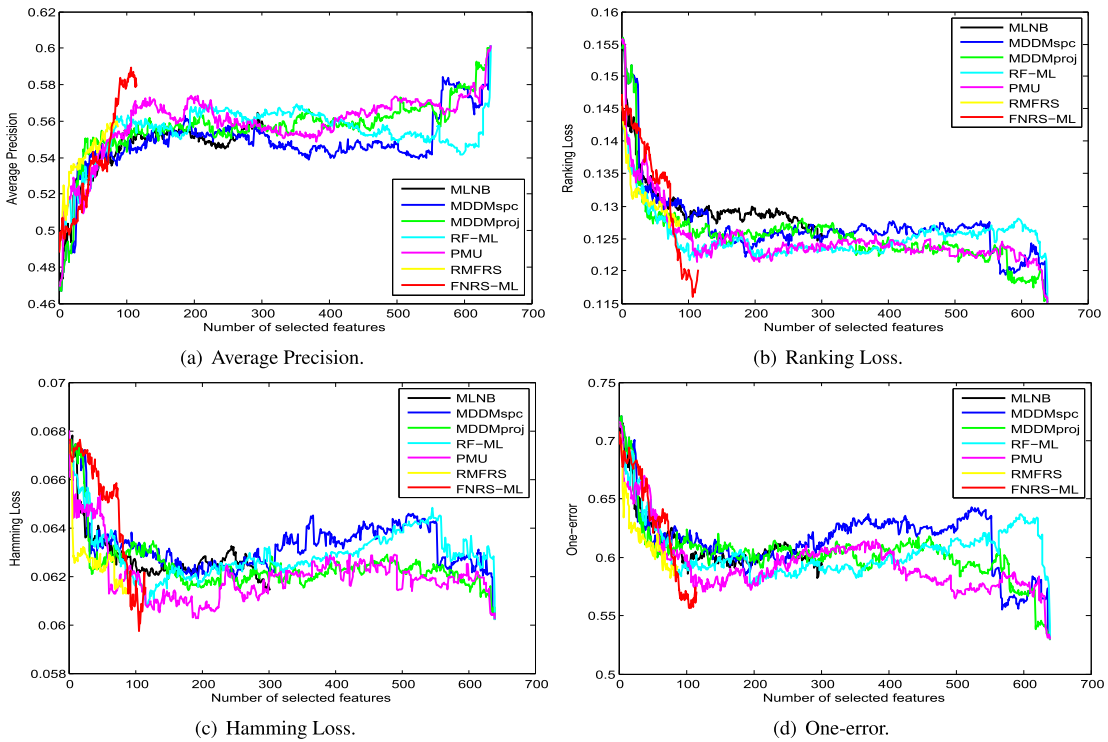 0.62
0.6
0.58
0.56
0.54
0.52
0.5
0.48
0.46
0
100
200
300
400
500
600
700
Average Precision
Number of selected features
MLNB
MDDMspc
MDDMproj
RF−ML
PMU
RMFRS
FNRS−ML
(a) Average Precision.
0.16
0.155
0.15
0.145
0.14
0.135
0.13
0.125
0.12
0.115
0
100
200
300
400
500
600
700
Ranking Loss
Number of selected features
MLNB
MDDMspc
MDDMproj
RF−ML
PMU
RMFRS
FNRS−ML
(b) Ranking Loss.
0.07
0.068
0.066
0.064
0.062
0.06
0.058
0
100
200
300
400
500
600
700
Hamming Loss
Number of selected features
MLNB
MDDMspc
MDDMproj
RF−ML
PMU
RMFRS
FNRS−ML
(c) Hamming Loss.
0.75
0.7
0.65
0.6
0.55
0.5
0
100
200
300
400
500
600
700
One−error
Number of selected features
MLNB
MDDMspc
MDDMproj
RF−ML
PMU
RMFRS
FNRS−ML
(d) One-error.